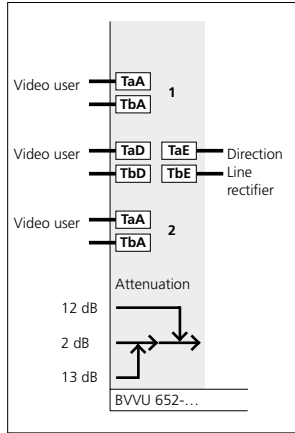 Video user TaA 1
TbA
Video user TaD TaE Direction
TbD TbE Line
rectifier
Video user TaA 2
TbA
Attenuation
12 dB
2 dB
13 dB
BVVU 652-…